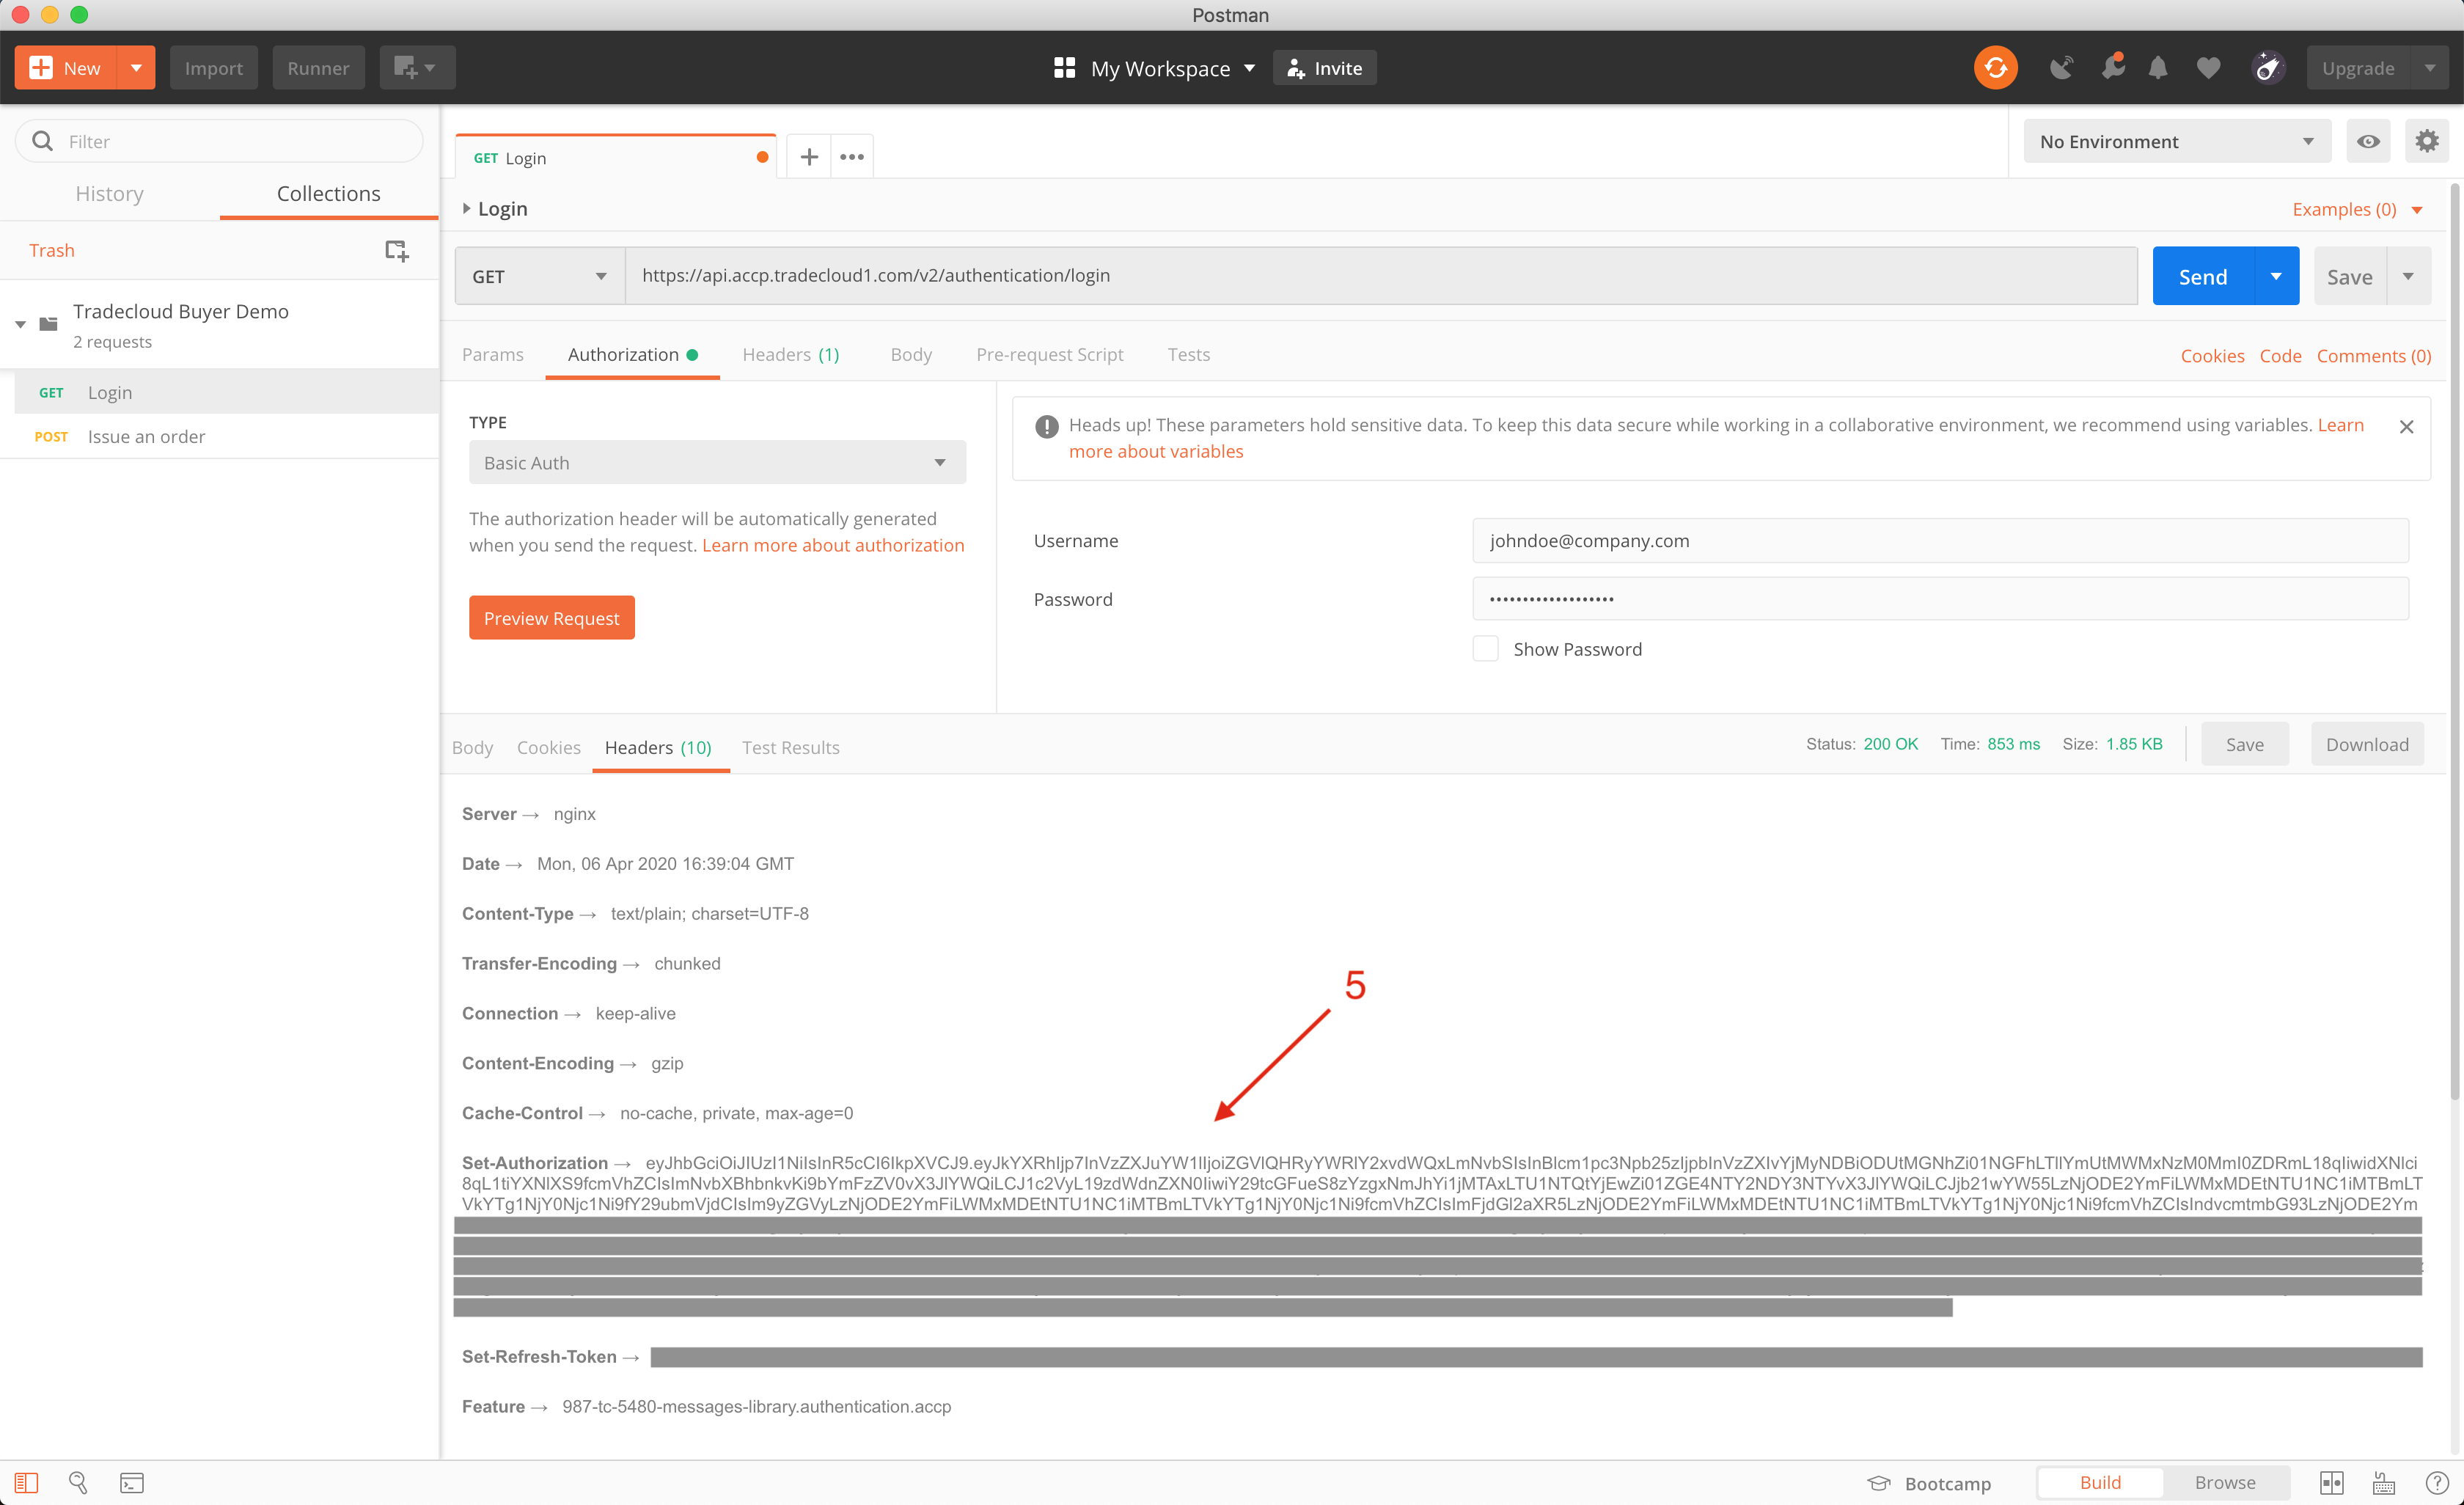 Postman
New
Import
Runner
My Workspace
Invite
Upgrade
Filter
History
Collections
Trash
Tradecloud Buyer Demo
2 requests
GET Login
POST Issue an order
GET Login
No Environment
Login
Examples (0)
GET
https://api.accp.tradecloud1.com/v2/authentication/login
Send
Save
Params
Authorization
Headers (1)
Body
Pre-request Script
Tests
Cookies
Code
Comments (0)
TYPE
Basic Auth
The authorization header will be automatically generated
when you send the request. Learn more about authorization
Preview Request
Heads up! These parameters hold sensitive data. To keep this data secure while working in a collaborative environment, we recommend using variables. Learn
more about variables
Username
johndoe@company.com
Password
•••••••••••••••••••
Show Password
Body
Cookies
Headers (10)
Test Results
Status: 200 OK
Time: 853 ms
Size: 1.85 KB
Save
Download
Server → nginx
Date → Mon, 06 Apr 2020 16:39:04 GMT
Content-Type → text/plain; charset=UTF-8
Transfer-Encoding → chunked
5
Connection → keep-alive
Content-Encoding → gzip
Cache-Control → no-cache, private, max-age=0
Set-Authorization →
Set-Refresh-Token →
Feature → 987-tc-5480-messages-library.authentication.accp
Bootcamp
Build
Browse